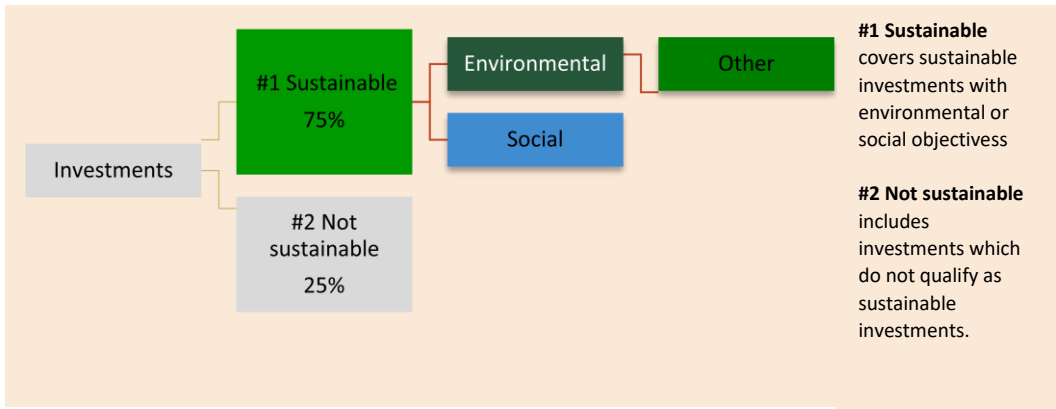 Investments
#1 Sustainable
75%
#2 Not
sustainable
25%
Environmental
Social
Other
#1 Sustainable
covers sustainable
investments with
environmental or
social objectivess
#2 Not sustainable
includes
investments which
do not qualify as
sustainable
investments.